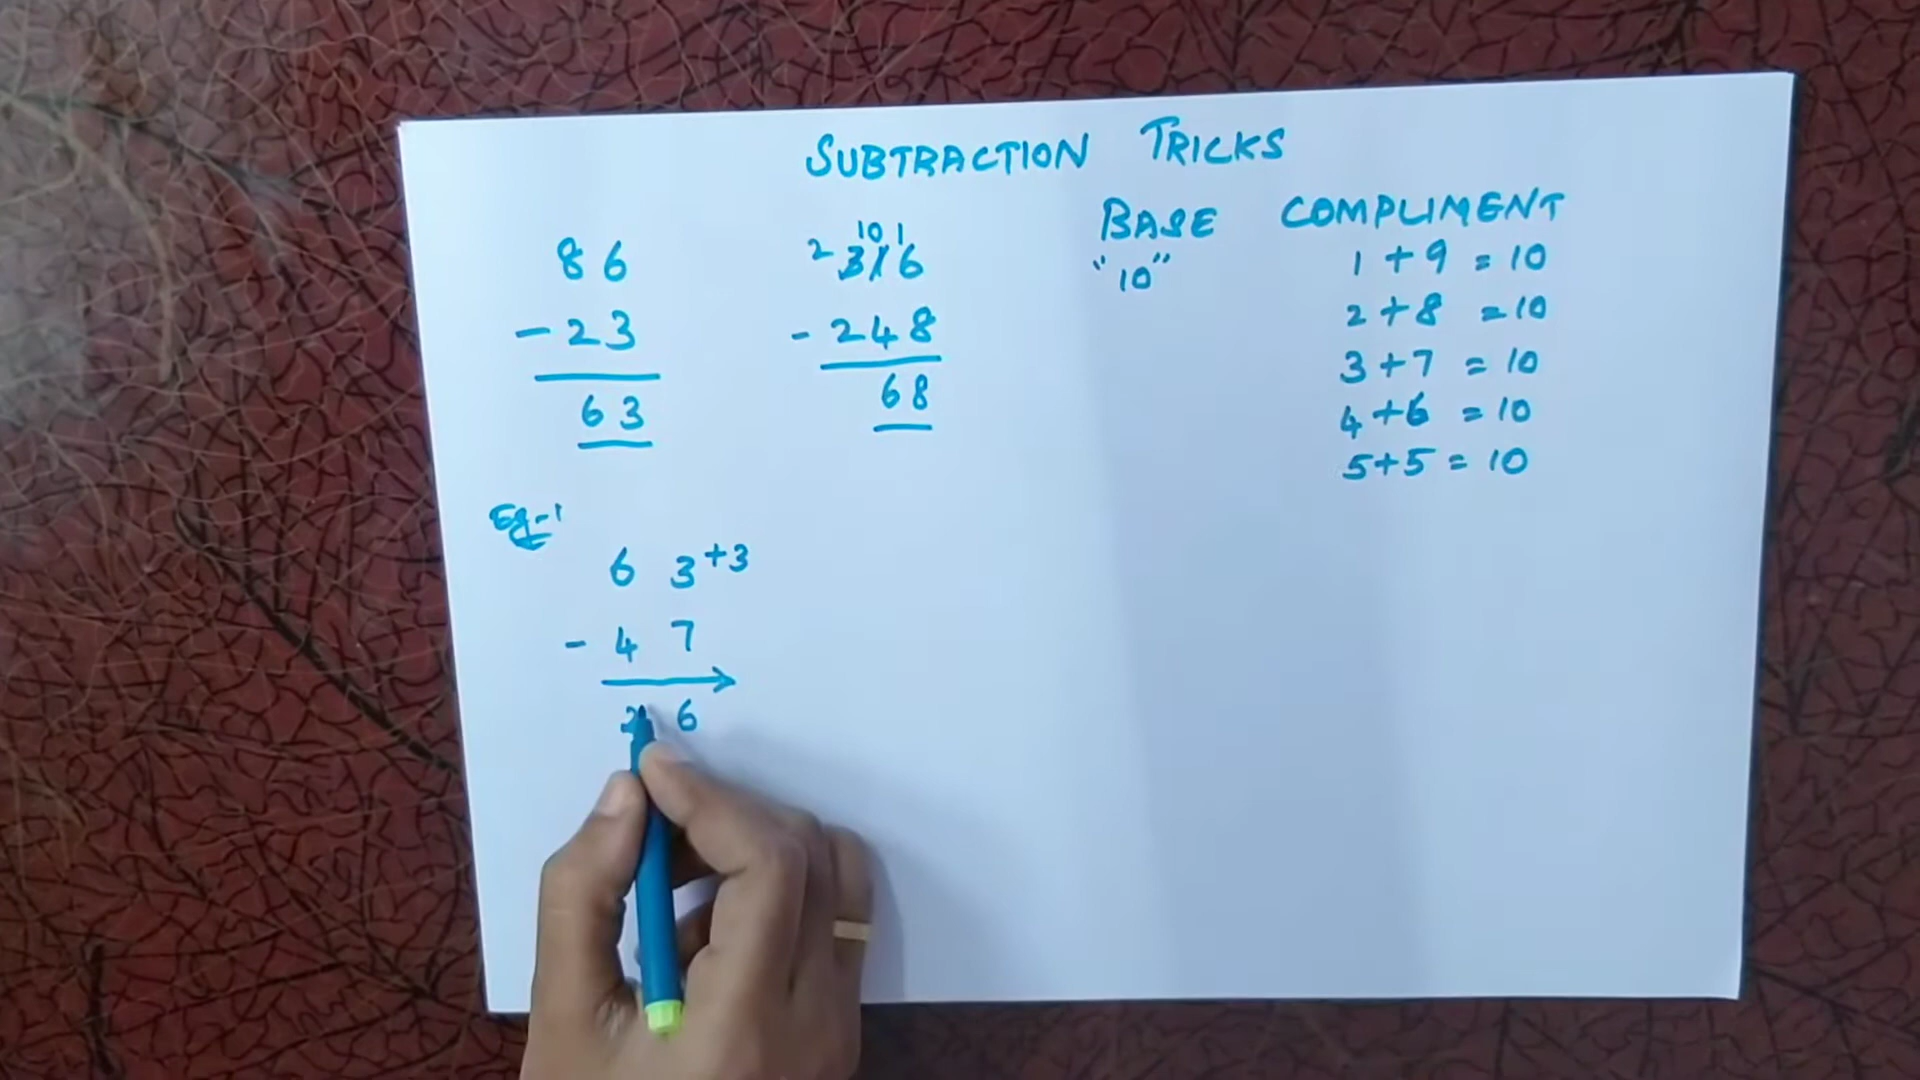 SUBTRACTION TRICKS
86
- 23
63
10 1
2 316
- 248
68
BASE COMPLIMENT
"10"
1 + 9 = 10
2 + 8 = 10
3 + 7 = 10
4 + 6 = 10
5 + 5 = 10
Eg-1
6 3 +3
- 4 7
2 6